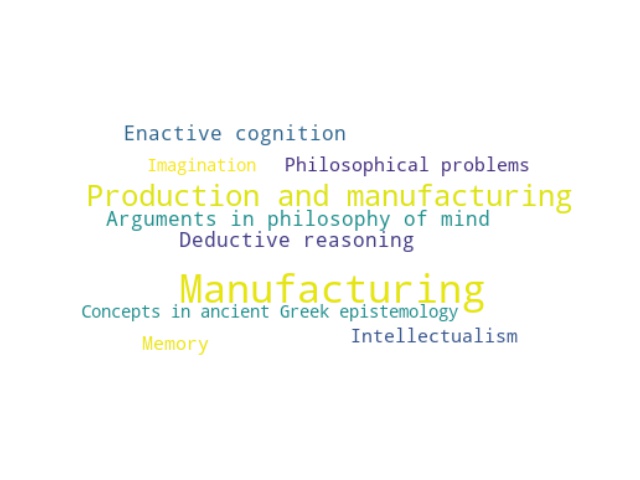 Enactive cognition
Imagination
Philosophical problems
Production and manufacturing
Arguments in philosophy of mind
Deductive reasoning
Manufacturing
Concepts in ancient Greek epistemology
Intellectualism
Memory